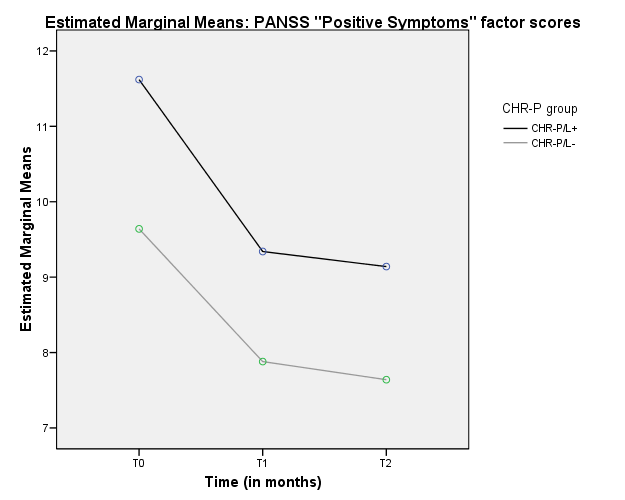 Estimated Marginal Means: PANSS "Positive Symptoms" factor scores
Estimated Marginal Means
12
11
10
9
8
7
T0 T1 T2
Time (in months)
CHR-P group
CHR-P/L+
CHR-P/L-